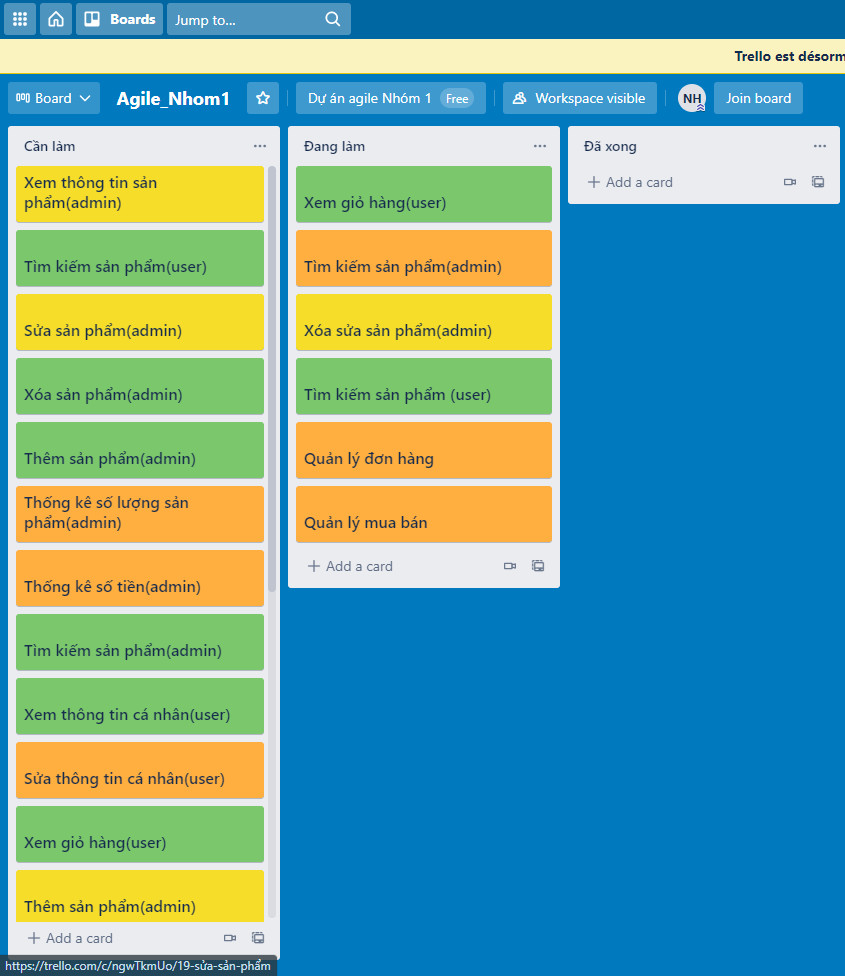 Boards
Jump to...
Trello est désorm
Board
Agile_Nhom1
Dự án agile Nhóm 1
Free
Workspace visible
NH
Join board
Cần làm
Xem thông tin sản
phẩm(admin)
Tìm kiếm sản phẩm(user)
Sửa sản phẩm(admin)
Xóa sản phẩm(admin)
Thêm sản phẩm(admin)
Thống kê số lượng sản
phẩm(admin)
Thống kê số tiền(admin)
Tìm kiếm sản phẩm(admin)
Xem thông tin cá nhân(user)
Sửa thông tin cá nhân(user)
Xem giỏ hàng(user)
Thêm sản phẩm(admin)
Add a card
Đang làm
Xem giỏ hàng(user)
Tìm kiếm sản phẩm(admin)
Xóa sửa sản phẩm(admin)
Tìm kiếm sản phẩm (user)
Quản lý đơn hàng
Quản lý mua bán
Add a card
Đã xong
Add a card
https://trello.com/c/ngwTkmUo/19-sửa-sản-phẩm